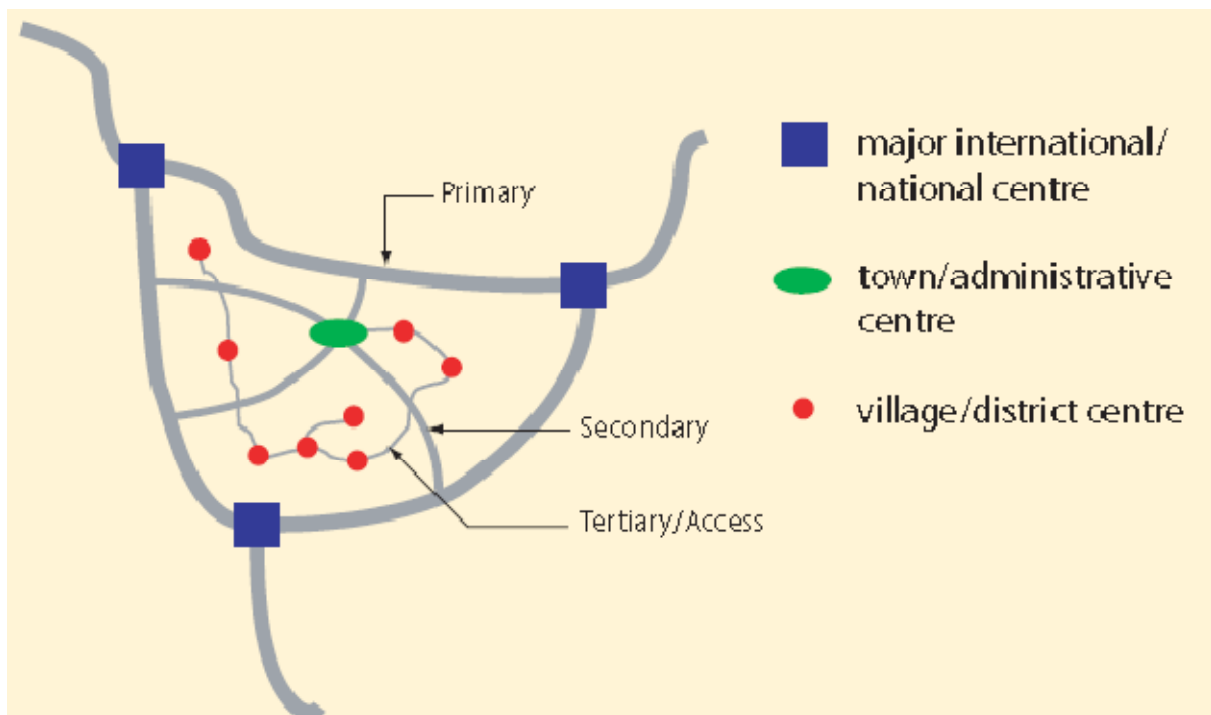 Primary
Secondary
Tertiary/Access
major international/
national centre
town/administrative
centre
village/district centre